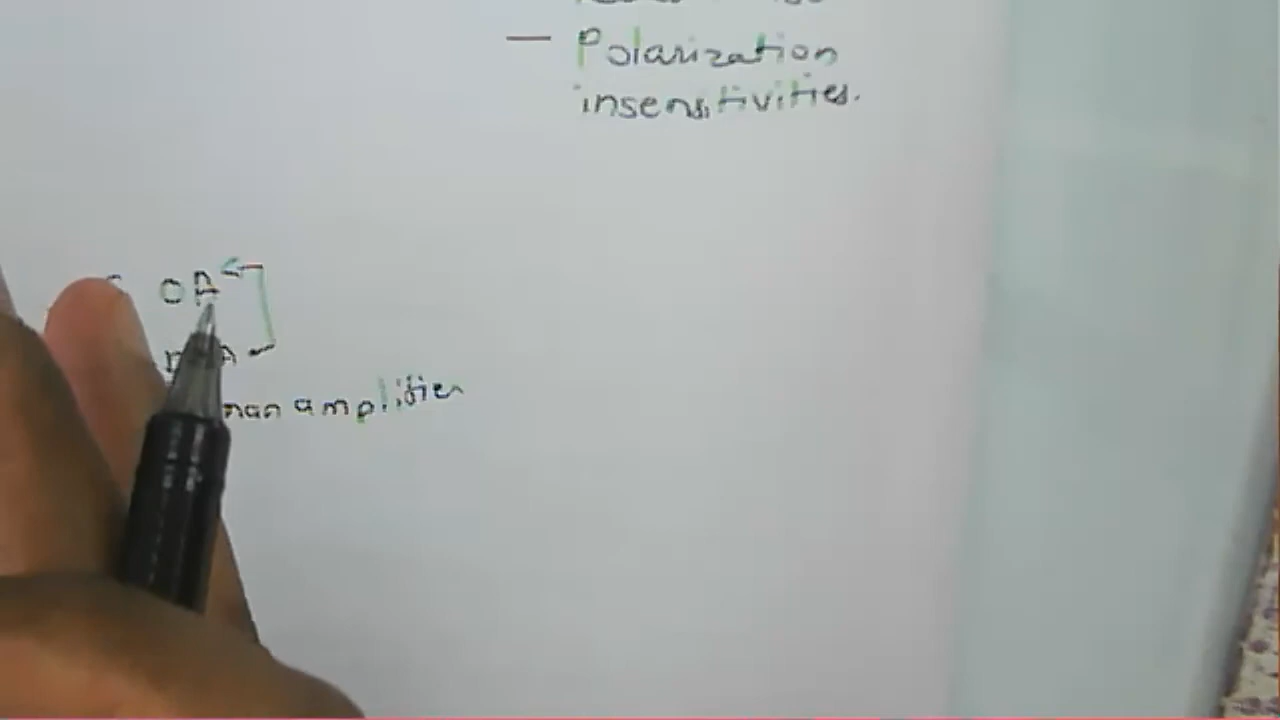 — Polarization
insensitivities.
OA
amplifier